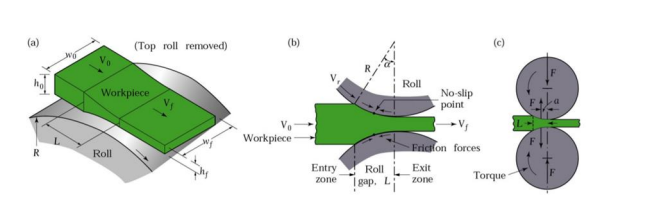 (a)
(Top roll removed)
w0
V0
h0
Workpiece
Vf
wf
L
R
Roll
hf
(b)
R
α
Vr
Roll
No-slip
point
V0
Vf
Workpiece
Friction forces
Entry
zone
Roll
gap, L
Exit
zone
(c)
F
F
a
L
F
Torque
F